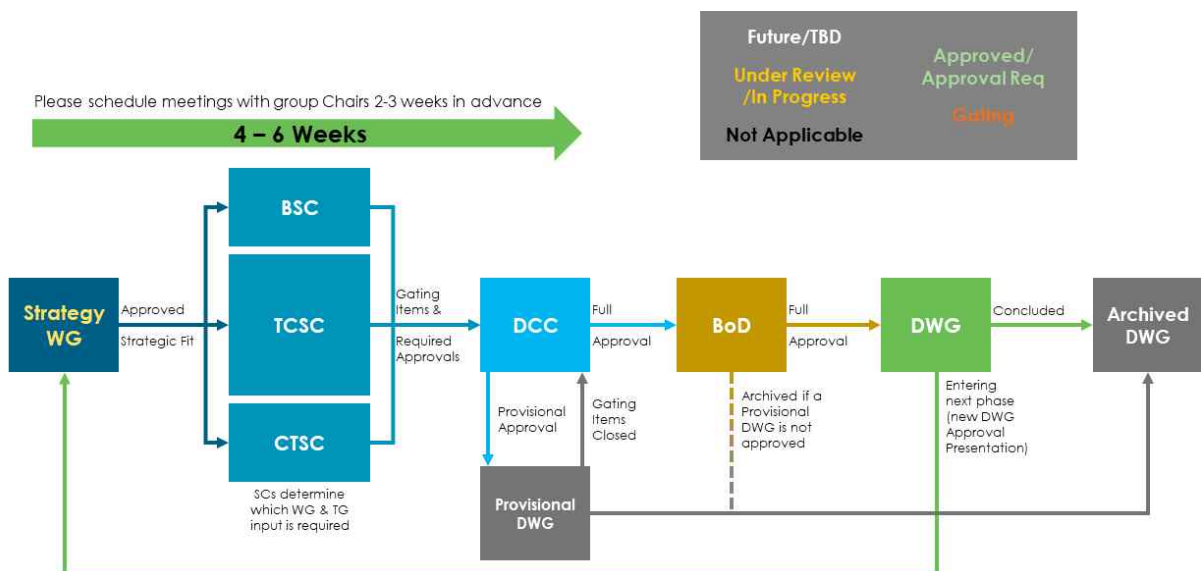 Future/TBD
Under Review
/In Progress
Not Applicable
Approved/
Approval Req
Gating
Please schedule meetings with group Chairs 2-3 weeks in advance
4 – 6 Weeks
BSC
Strategy
WG
Approved
Strategic Fit
TCSC
Gating
Items &
Required
Approvals
DCC
Full
Approval
BoD
Full
Approval
DWG
Concluded
Archived
DWG
CTSC
SCs determine
which WG & TG
input is required
Provisional
Approval
Gating
Items
Closed
Archived if a
Provisional
DWG is not
approved
Entering
next phase
(new DWG
Approval
Presentation)
Provisional
DWG